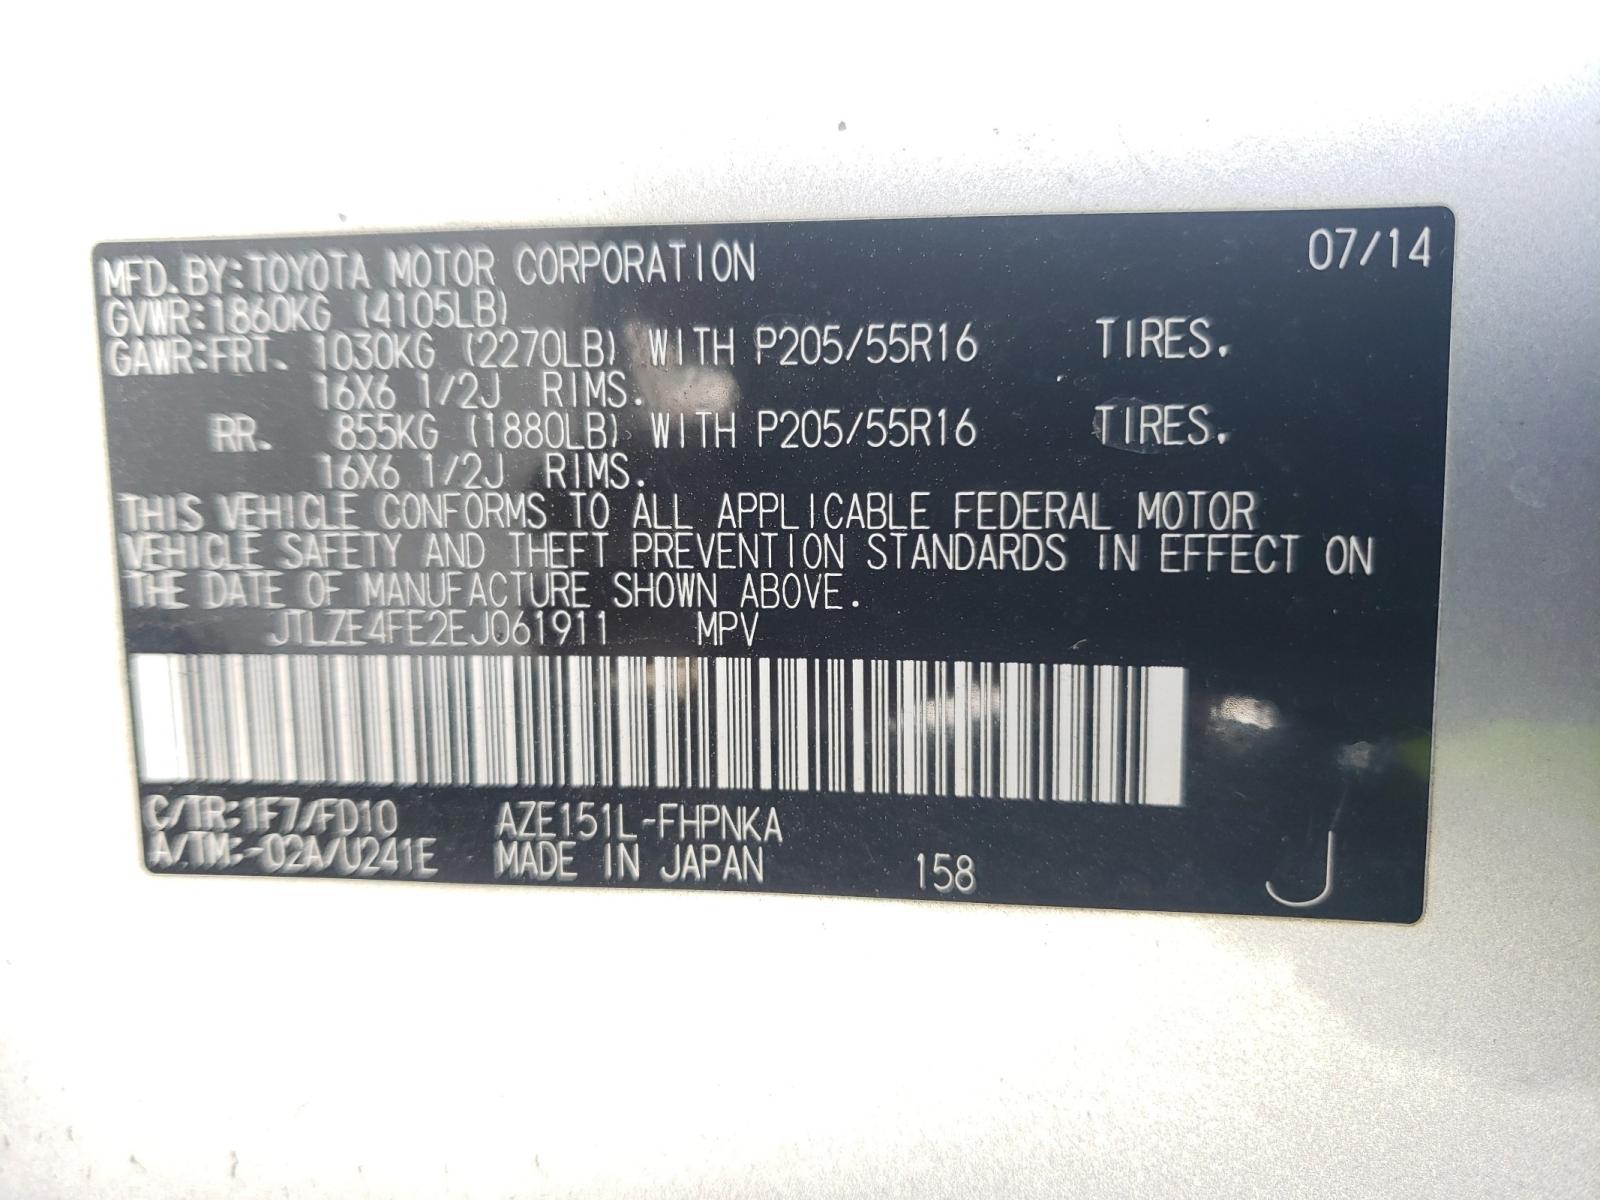 07/14
MFD.BY:TOYOTA MOTOR CORPORATION
GVWR:1860KG (4105LB)
GAWR:FRT. 1030KG (2270LB) WITH P205/55R16 TIRES.
16X6 1/2J RIMS.
RR. 855KG (1880LB) WITH P205/55R16 TIRES.
16X6 1/2J RIMS.
THIS VEHICLE CONFORMS TO ALL APPLICABLE FEDERAL MOTOR
VEHICLE SAFETY AND THEFT PREVENTION STANDARDS IN EFFECT ON
THE DATE OF MANUFACTURE SHOWN ABOVE.
JTLZE4FE2EJ061911 MPV
C/TR:1F7/FD10 AZE151L-FHPNKA
A/TM:-02A/U241E MADE IN JAPAN 158 J